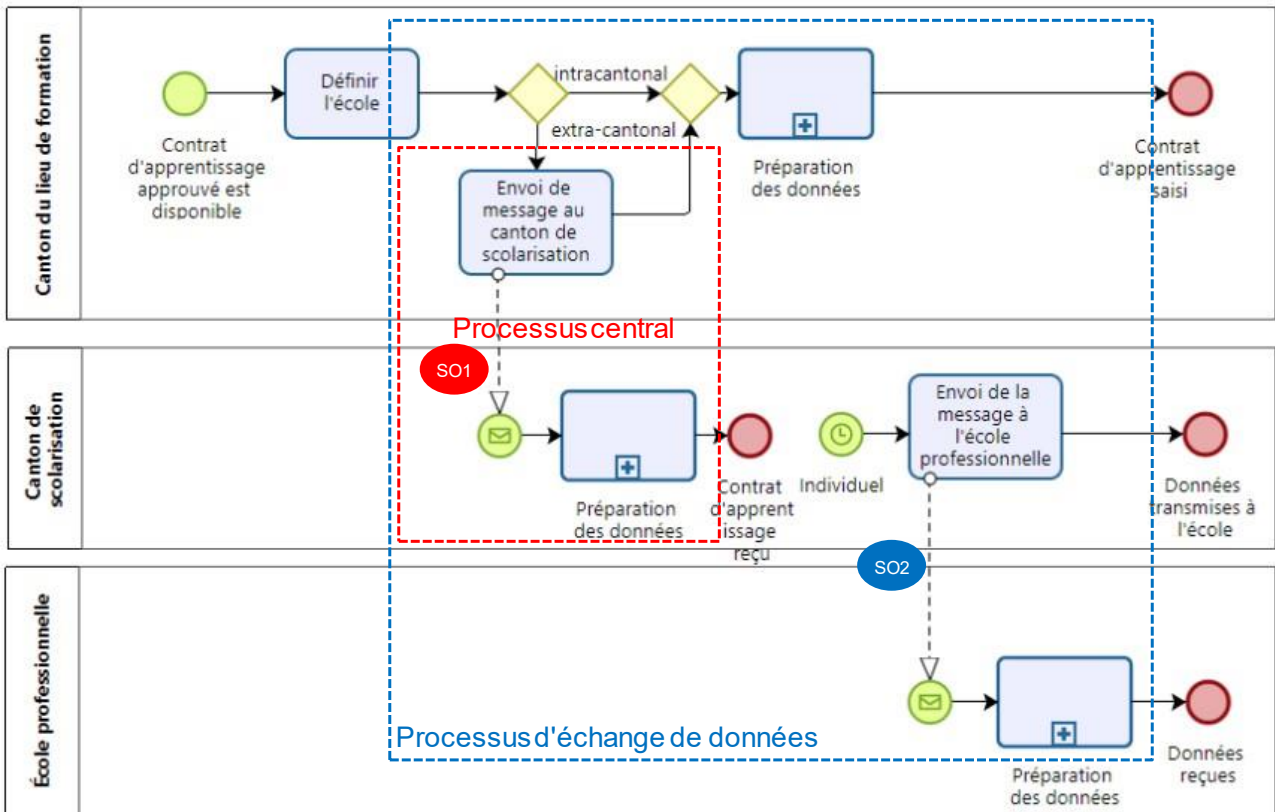 Canton du lieu de formation
Contrat
d'apprentissage
approuvé est
disponible
Définir
l'école
intracantonal
extra-cantonal
Envoi de
message au
canton de
scolarisation
Préparation
des données
Contrat
d'apprentissage
saisi
Processus central
Canton de
scolarisation
SO1
Préparation
des données
Contrat
d'apprent
issage
reçu
Individuel
Envoi de la
message à
l'école
professionnelle
Données
transmises à
l'école
SO2
École professionnelle
Processus d'échange de données
Préparation
des données
Données
reçues